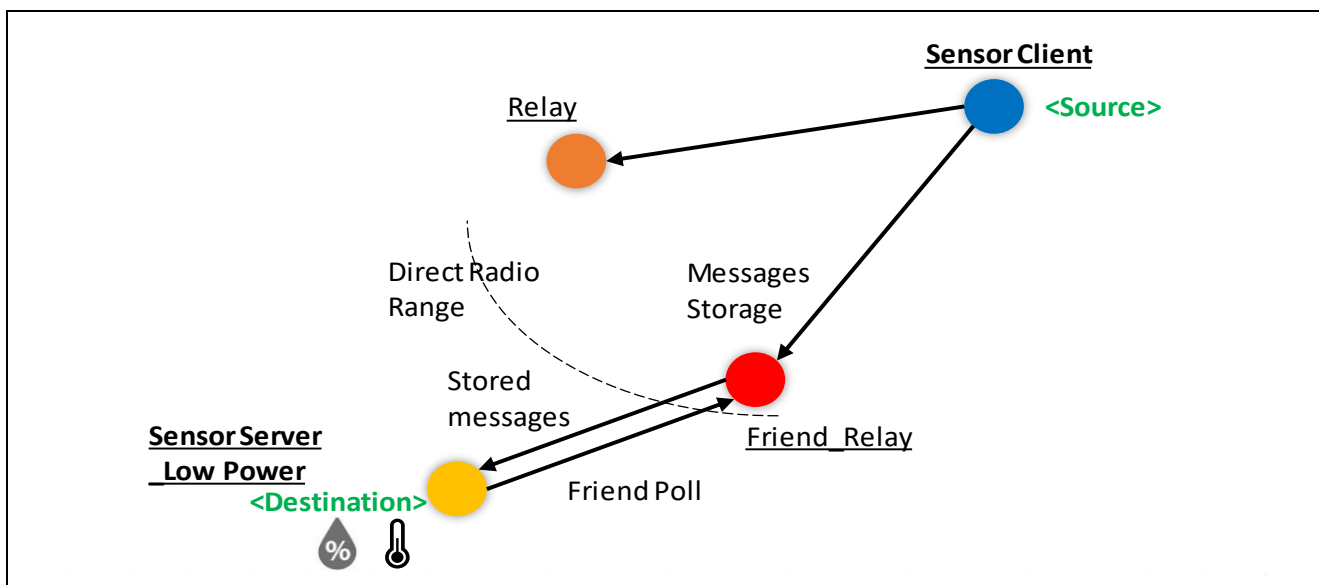 Sensor Client
<Source>
Relay
Direct Radio
Range
Messages
Storage
Stored
messages
Sensor Server
_Low Power
<Destination>
Friend_Relay
Friend Poll
%